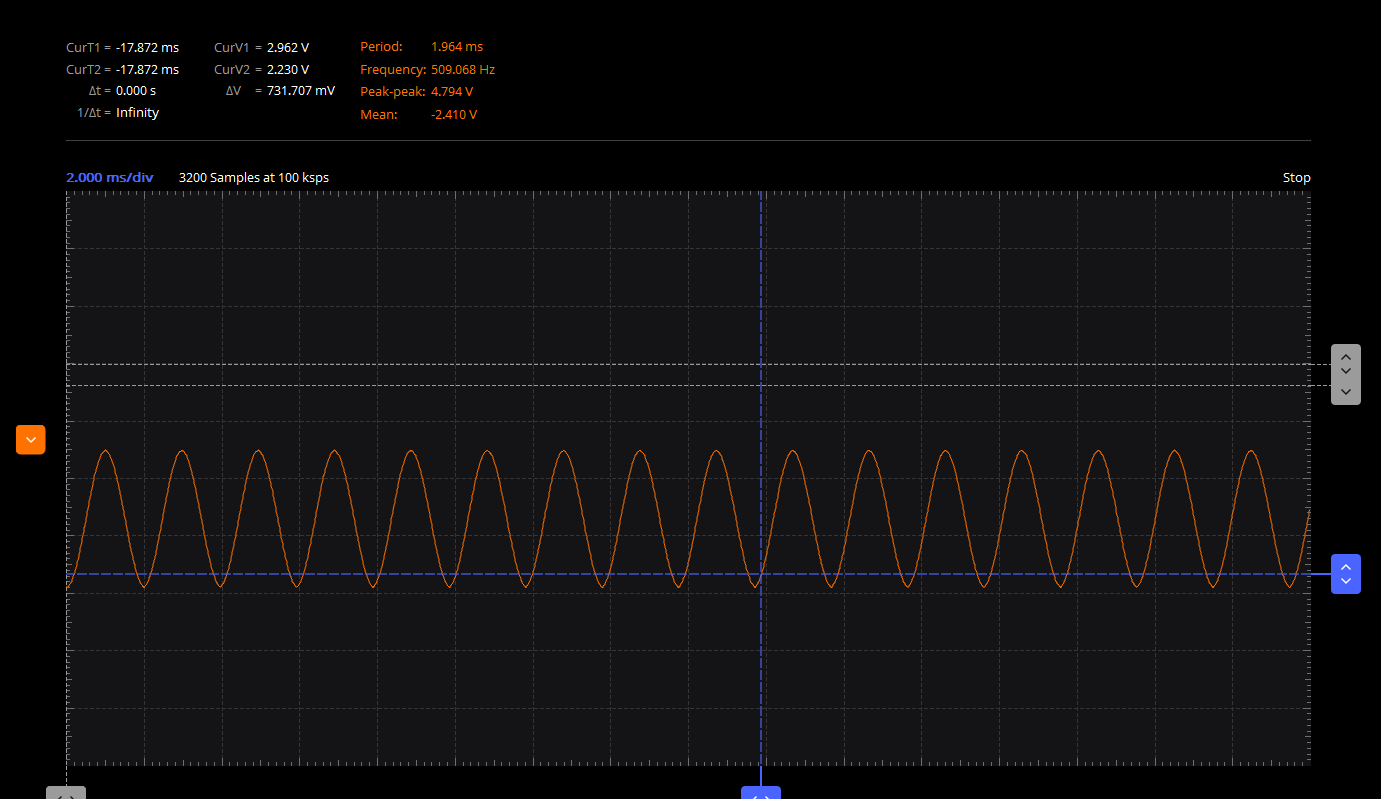 CurT1 = -17.872 ms CurV1 = 2.962 V Period: 1.964 ms
CurT2 = -17.872 ms CurV2 = 2.230 V Frequency: 509.068 Hz
Δt = 0.000 s ΔV = 731.707 mV Peak-peak: 4.794 V
1/Δt = Infinity Mean: -2.410 V
2.000 ms/div 3200 Samples at 100 ksps Stop